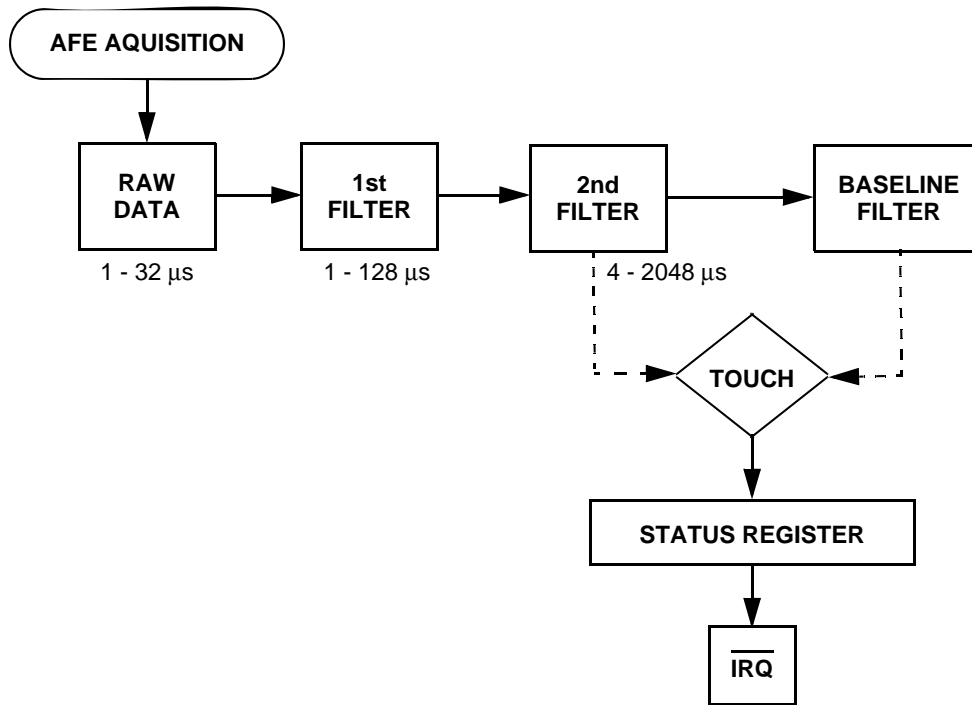 AFE AQUISITION
RAW
DATA
1st
FILTER
2nd
FILTER
BASELINE
FILTER
1 - 32 μs
1 - 128 μs
4 - 2048 μs
TOUCH
STATUS REGISTER
I̅R̅Q̅